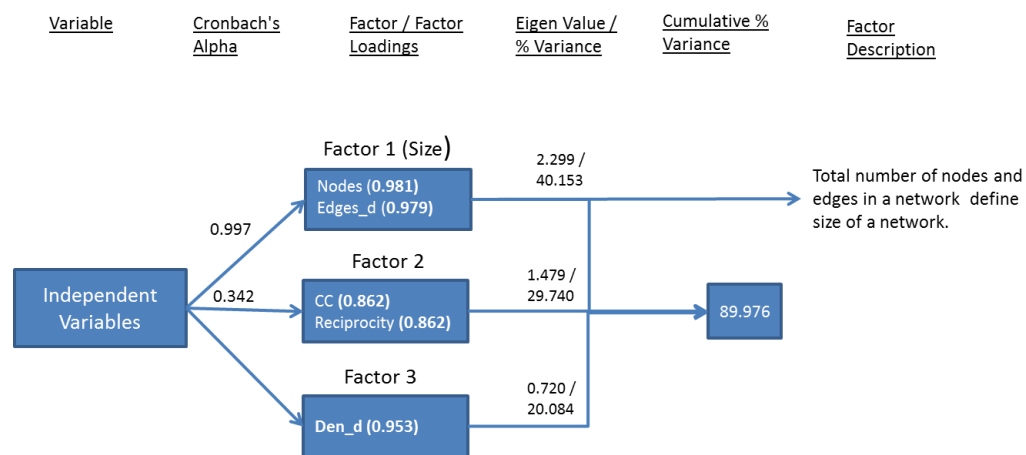 Variable
Cronbach's
Alpha
Factor / Factor
Loadings
Eigen Value /
% Variance
Cumulative %
Variance
Factor
Description
Factor 1 (Size)
Nodes (0.981)
Edges_d (0.979)
2.299 /
40.153
Total number of nodes and
edges in a network define
size of a network.
0.997
Independent
Variables
0.342
Factor 2
CC (0.862)
Reciprocity (0.862)
1.479 /
29.740
89.976
Factor 3
Den_d (0.953)
0.720 /
20.084